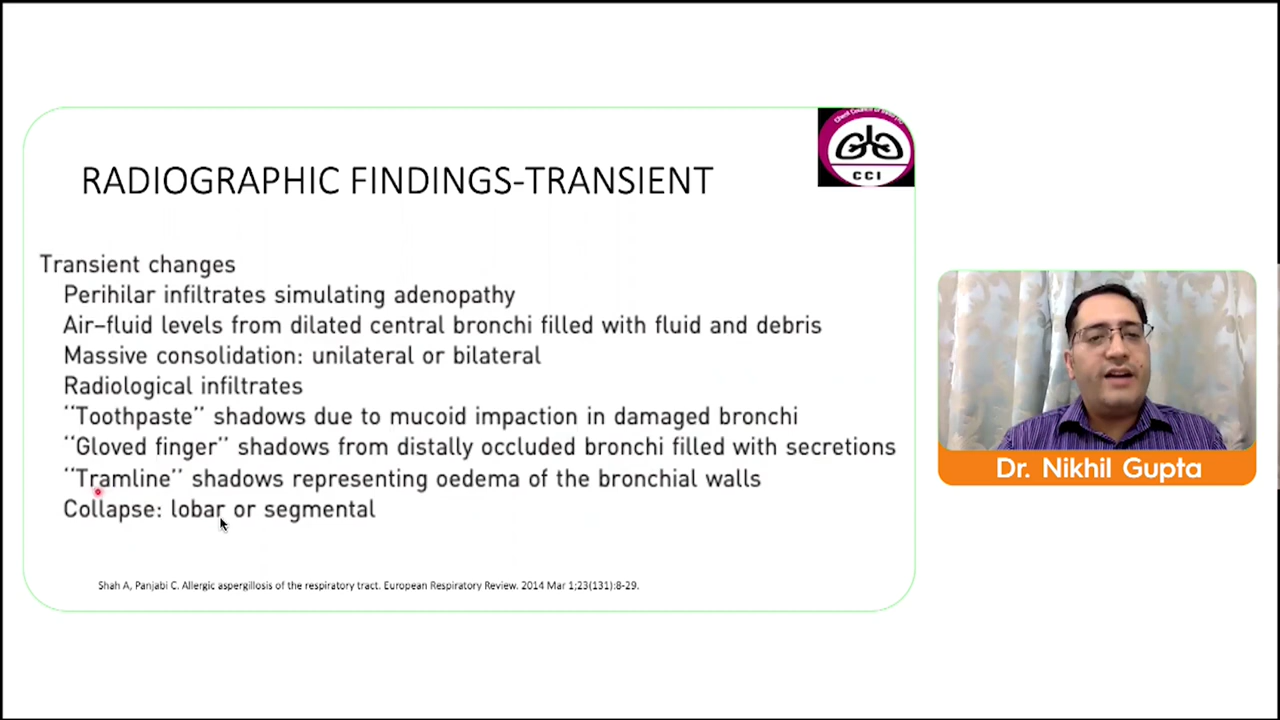 RADIOGRAPHIC FINDINGS-TRANSIENT
CCI
Transient changes
Perihilar infiltrates simulating adenopathy
Air–fluid levels from dilated central bronchi filled with fluid and debris
Massive consolidation: unilateral or bilateral
Radiological infiltrates
‘‘Toothpaste’’ shadows due to mucoid impaction in damaged bronchi
‘‘Gloved finger’’ shadows from distally occluded bronchi filled with secretions
‘‘Tramline’’ shadows representing oedema of the bronchial walls
Collapse: lobar or segmental
Shah A, Panjabi C. Allergic aspergillosis of the respiratory tract. European Respiratory Review. 2014 Mar 1;23(131):8-29.
Dr. Nikhil Gupta